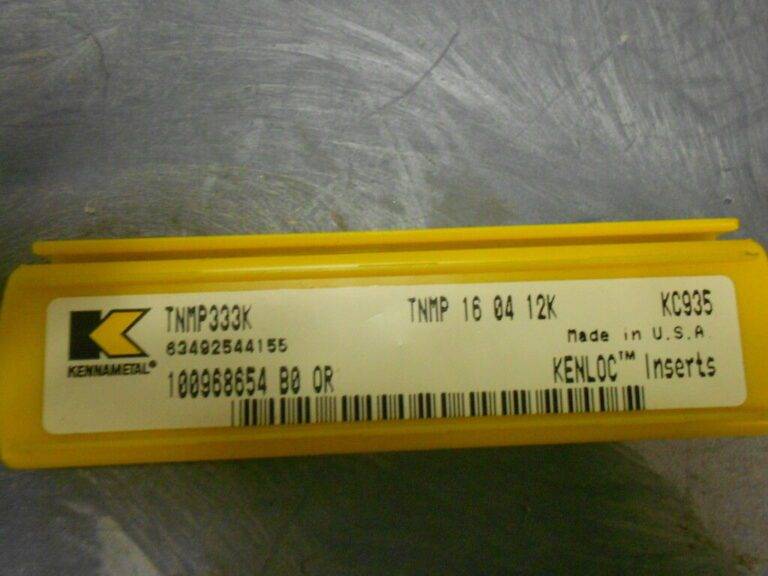 TNMP333K TNMP 16 04 12K KC935
63492544155 Made in U.S.A.
KENNAMETAL® 100968654 B0 OR KENLOC™ Inserts